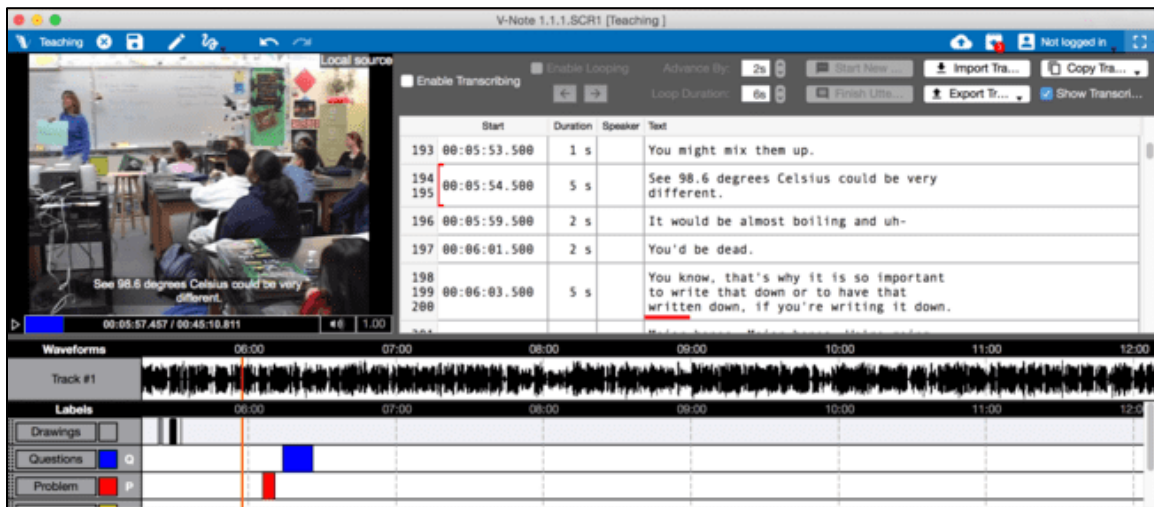 V-Note 1.1.1.SCR1 [Teaching ]
Teaching
Not logged in
Local source
Enable Transcribing
Enable Looping
Advance By:
2s
Start New ...
Import Tra...
Copy Tra...
Loop Duration:
6s
Finish Utte...
Export Tr...
Show Transcri...
Start Duration Speaker Text
193 00:05:53.500 1 s You might mix them up.
194
195
00:05:54.500 5 s
See 98.6 degrees Celsius could be very
different.
196 00:05:59.500 2 s It would be almost boiling and uh-
197 00:06:01.500 2 s You'd be dead.
198
199
200
00:06:03.500 5 s
You know, that's why it is so important
to write that down or to have that
written down, if you're writing it down.
See 98.6 degrees Celsius could be very
different.
00:05:57.457 / 00:45:10.811
1.00
Waveforms 06:00 07:00 08:00 09:00 10:00 11:00 12:00
Track #1
Labels 06:00 07:00 08:00 09:00 10:00 11:00 12:0
Drawings
Questions Q
Problem P